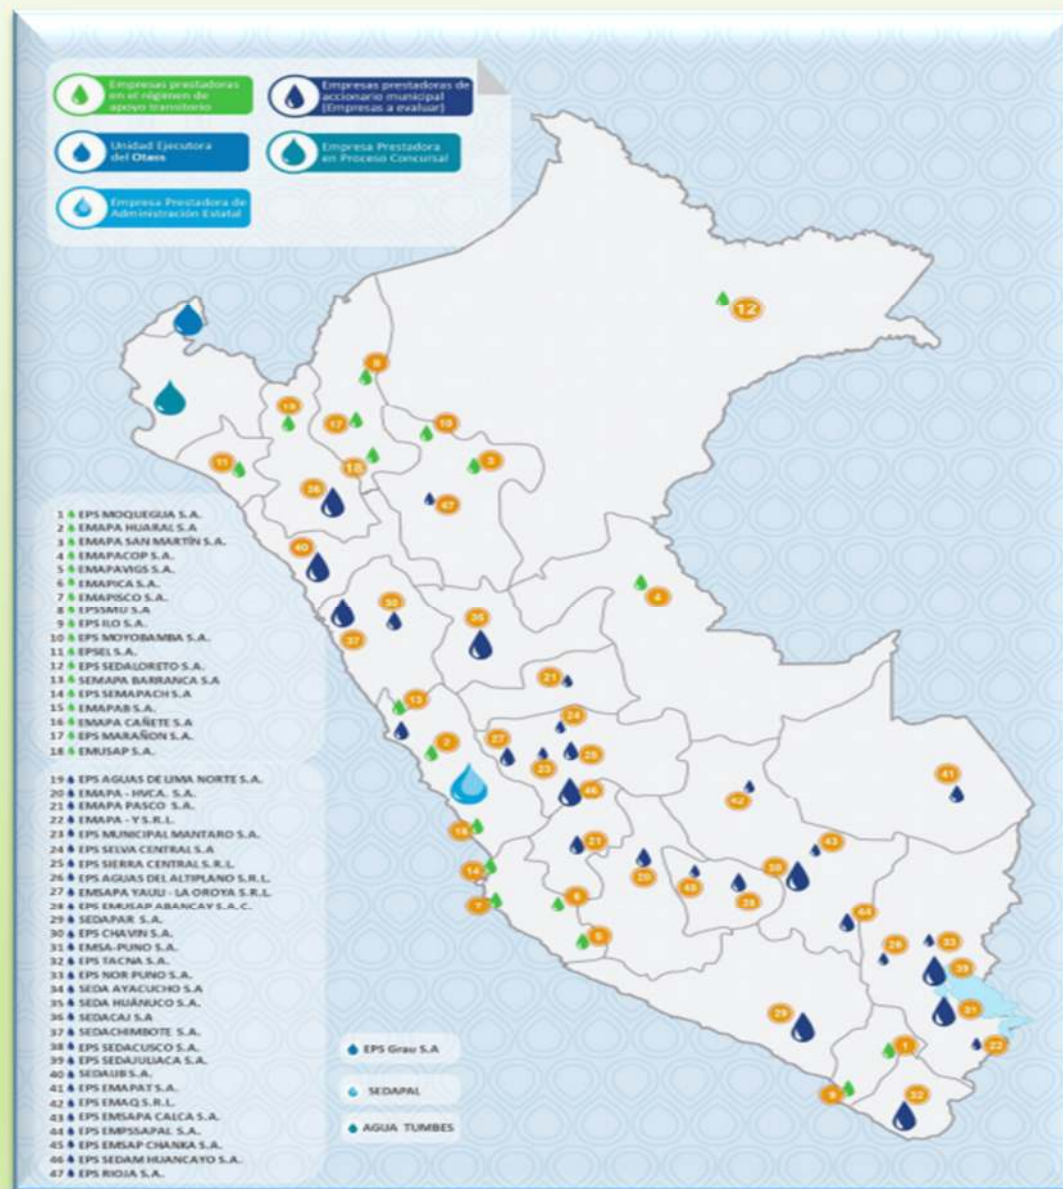 Empresas prestadoras
en el régimen de
apoyo transitorio
Empresas prestadoras de
accionario municipal
(Empresas a evaluar)
Unidad Ejecutora
del Otass
Empresa Prestadora
en Proceso Concursal
Empresa Prestadora de
Administración Estatal
12
8
15
17
10
11
18
3
36
47
40
4
35
37
21
13
24
27
2
25
23
41
46
42
16
21
43
14
20
45
38
28
7
6
44
5
26
33
39
29
31
1
22
9
32
1 EPS MOQUEGUA S.A.
2 EMAPA HUARAL S.A
3 EMAPA SAN MARTÍN S.A.
4 EMAPACOP S.A.
5 EMAPAVIGS S.A.
6 EMAPICA S.A.
7 EMAPISCO S.A.
8 EPSSMU S.A
9 EPS ILO S.A.
10 EPS MOYOBAMBA S.A.
11 EPSEL S.A.
12 EPS SEDALORETO S.A.
13 SEMAPA BARRANCA S.A
14 EPS SEMAPACH S.A
15 EMAPAB S.A.
16 EMAPA CAÑETE S.A
17 EPS MARAÑON S.A.
18 EMUSAP S.A.
19 EPS AGUAS DE LIMA NORTE S.A.
20 EMAPA - HVCA. S.A.
21 EMAPA PASCO S.A.
22 EMAPA - Y S.R.L.
23 EPS MUNICIPAL MANTARO S.A.
24 EPS SELVA CENTRAL S.A
25 EPS SIERRA CENTRAL S.R.L.
26 EPS AGUAS DEL ALTIPLANO S.R.L.
27 EMSAPA YAULI - LA OROYA S.R.L.
28 EPS EMUSAP ABANCAY S.A.C.
29 SEDAPAR S.A.
30 EPS CHAVIN S.A.
31 EMSA-PUNO S.A.
32 EPS TACNA S.A.
33 EPS NOR PUNO S.A.
34 SEDA AYACUCHO S.A
35 SEDA HUÁNUCO S.A.
36 SEDACAJ S.A
37 SEDACHIMBOTE S.A.
38 EPS SEDACUSCO S.A.
39 EPS SEDAJULIACA S.A.
40 SEDALIB S.A.
41 EPS EMAPAT S.A.
42 EPS EMAQ S.R.L.
43 EPS EMSAPA CALCA S.A.
44 EPS EMPSSAPAL S.A.
45 EPS EMSAP CHANKA S.A.
46 EPS SEDAM HUANCAYO S.A.
47 EPS RIOJA S.A.
EPS Grau S.A
SEDAPAL
AGUA TUMBES